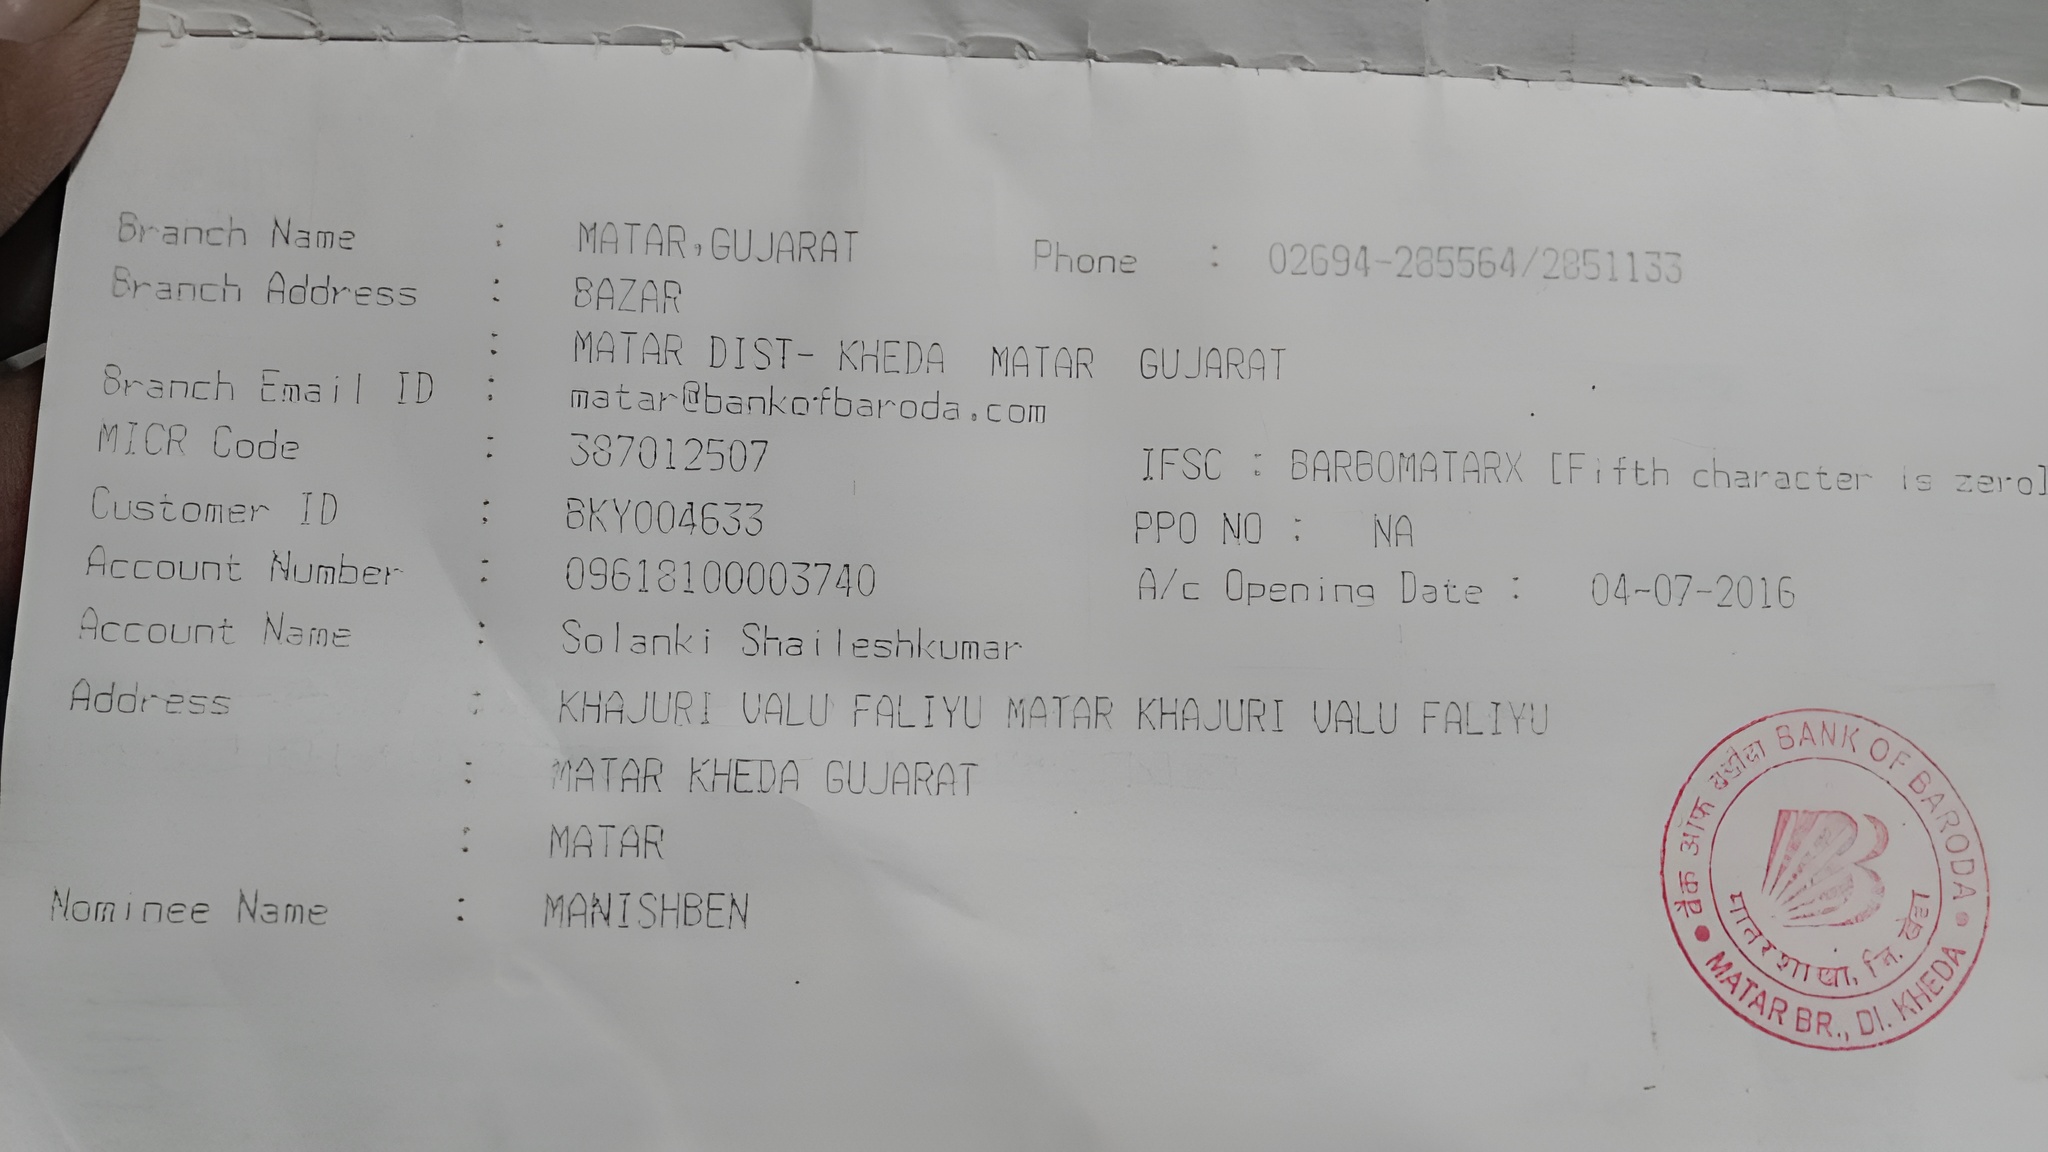 Branch Name : MATAR,GUJARAT Phone : 02694-285564/2851133
Branch Address : BAZAR
: MATAR DIST- KHEDA MATAR GUJARAT
Branch Email ID : matar@bankofbaroda.com
MICR Code : 387012507 IFSC : BARB0MATARX [Fifth character is zero]
Customer ID : BKY004633 PPO NO : NA
Account Number : 09618100003740 A/c Opening Date : 04-07-2016
Account Name : Solanki Shaileshkumar
Address : KHAJURI VALU FALIYU MATAR KHAJURI VALU FALIYU
: MATAR KHEDA GUJARAT
: MATAR
Nominee Name : MANISHBEN
बैंक ऑफ बड़ौदा BANK OF BARODA
मातर शाखा, जि. खेडा
MATAR BR., DI. KHEDA